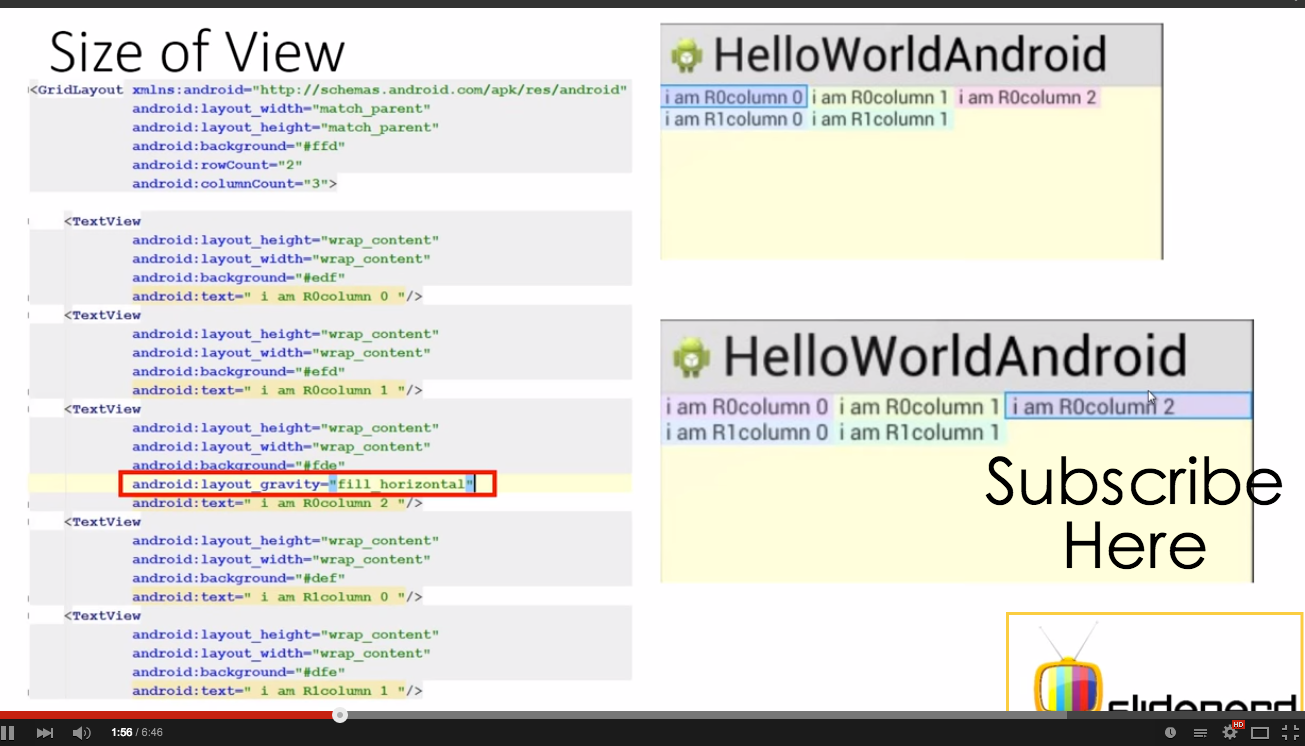 Size of View
<GridLayout xmlns:android="http://schemas.android.com/apk/res/android"
android:layout_width="match_parent"
android:layout_height="match_parent"
android:background="#ffd"
android:rowCount="2"
android:columnCount="3">
<TextView
android:layout_height="wrap_content"
android:layout_width="wrap_content"
android:background="#edf"
android:text=" i am R0column 0 "/>
<TextView
android:layout_height="wrap_content"
android:layout_width="wrap_content"
android:background="#efd"
android:text=" i am R0column 1 "/>
<TextView
android:layout_height="wrap_content"
android:layout_width="wrap_content"
android:background="#fde"
android:layout_gravity="fill_horizontal"
android:text=" i am R0column 2 "/>
<TextView
android:layout_height="wrap_content"
android:layout_width="wrap_content"
android:background="#def"
android:text=" i am R1column 0 "/>
<TextView
android:layout_height="wrap_content"
android:layout_width="wrap_content"
android:background="#dfe"
android:text=" i am R1column 1 "/>
HelloWorldAndroid
i am R0column 0 i am R0column 1 i am R0column 2
i am R1column 0 i am R1column 1
HelloWorldAndroid
i am R0column 0 i am R0column 1 i am R0column 2
i am R1column 0 i am R1column 1
Subscribe
Here
slidenerd
1:56 / 6:46
HD